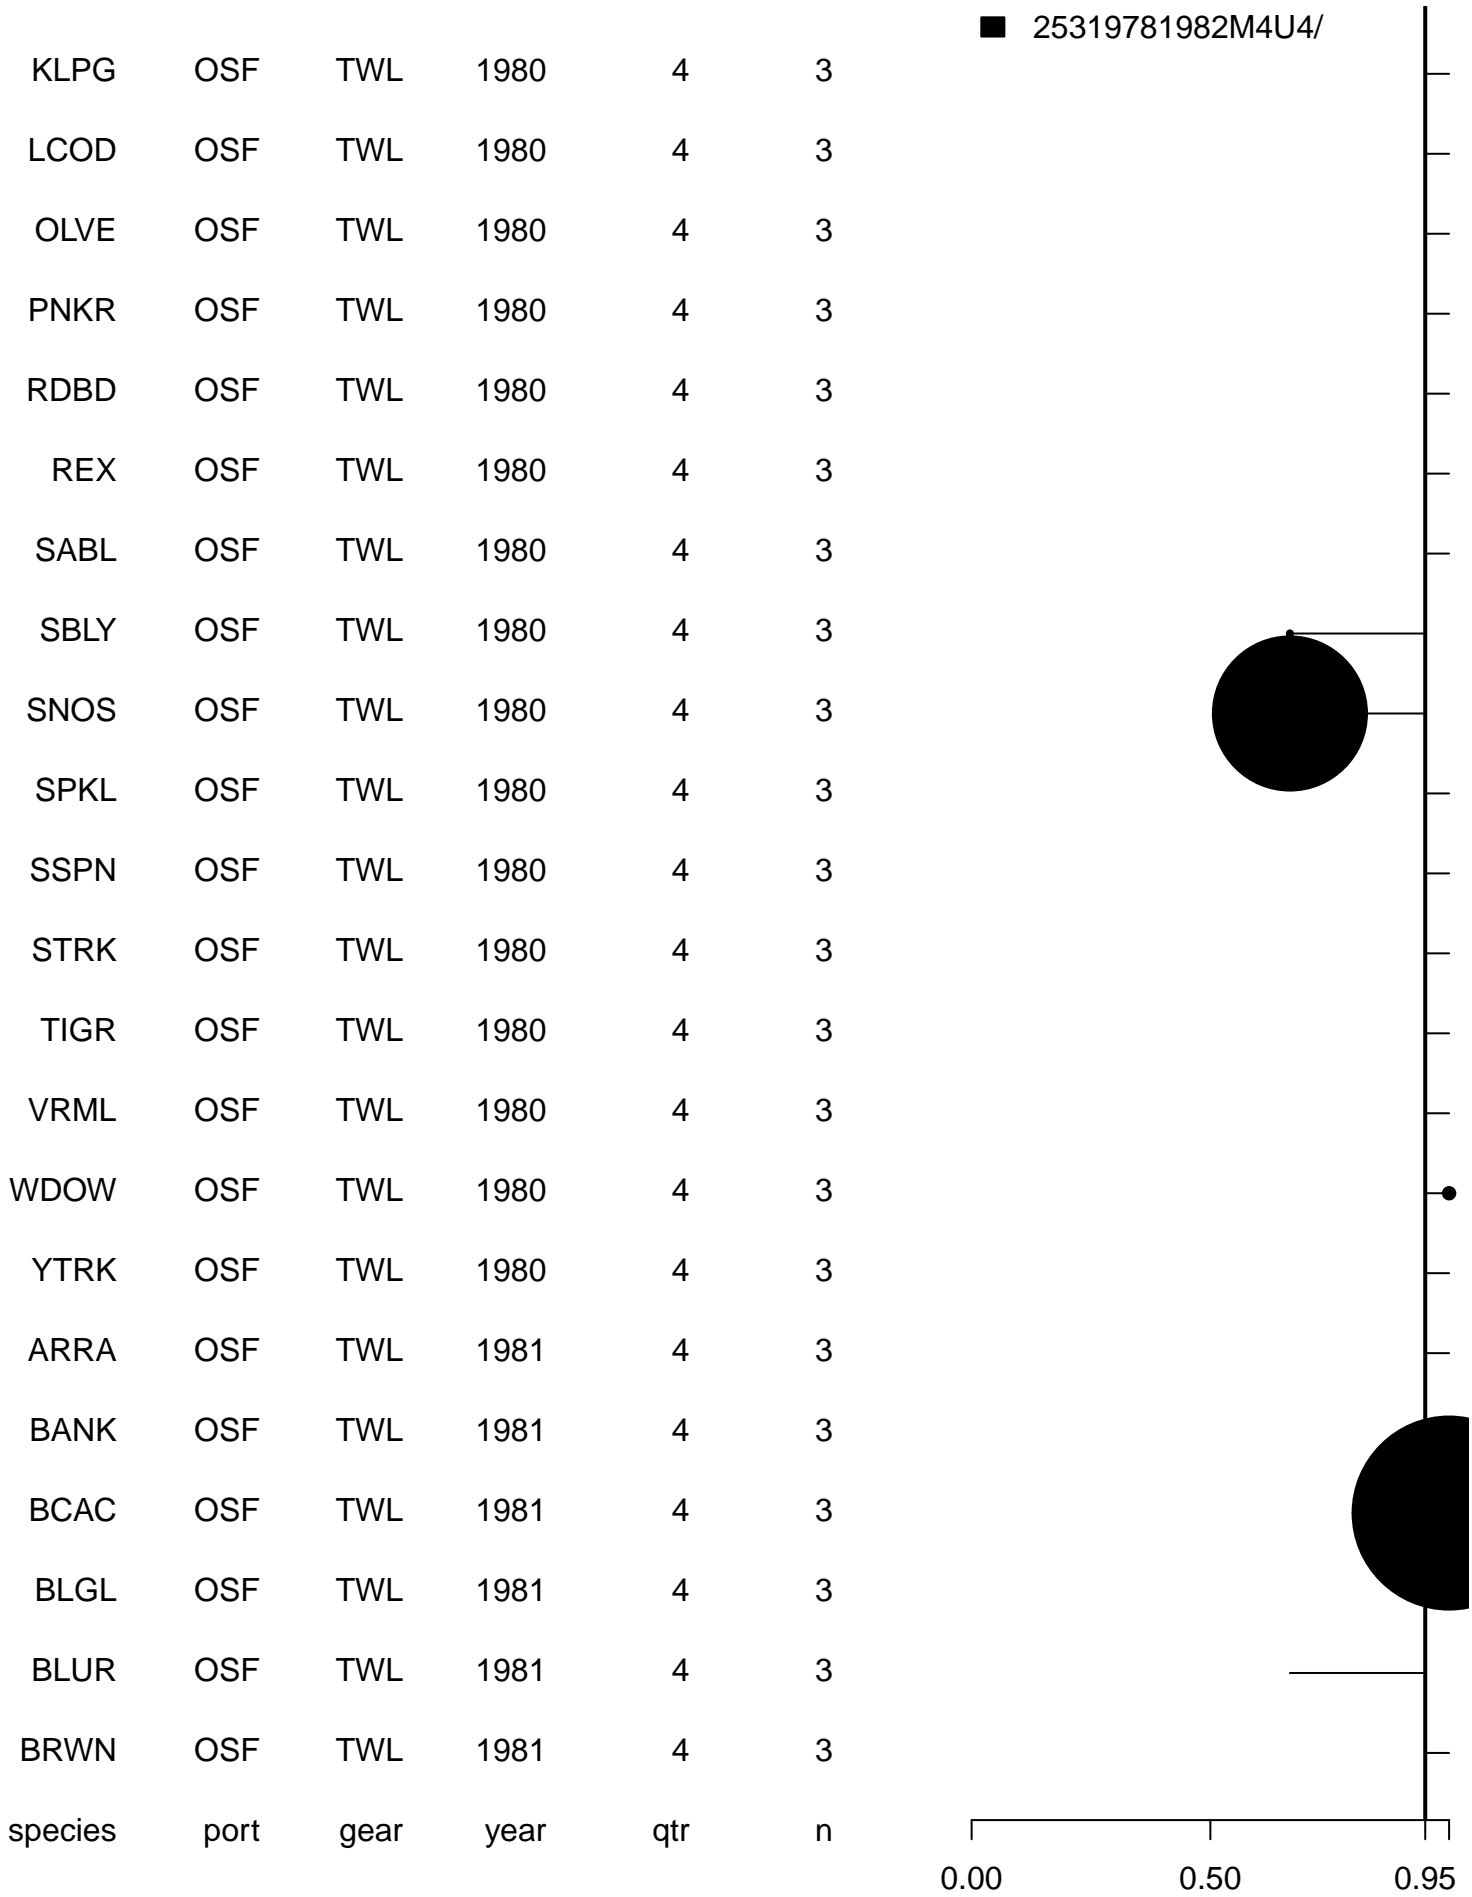 25319781982M4U4/
KLPG OSF TWL 1980 4 3
LCOD OSF TWL 1980 4 3
OLVE OSF TWL 1980 4 3
PNKR OSF TWL 1980 4 3
RDBD OSF TWL 1980 4 3
REX OSF TWL 1980 4 3
SABL OSF TWL 1980 4 3
SBLY OSF TWL 1980 4 3
SNOS OSF TWL 1980 4 3
SPKL OSF TWL 1980 4 3
SSPN OSF TWL 1980 4 3
STRK OSF TWL 1980 4 3
TIGR OSF TWL 1980 4 3
VRML OSF TWL 1980 4 3
WDOW OSF TWL 1980 4 3
YTRK OSF TWL 1980 4 3
ARRA OSF TWL 1981 4 3
BANK OSF TWL 1981 4 3
BCAC OSF TWL 1981 4 3
BLGL OSF TWL 1981 4 3
BLUR OSF TWL 1981 4 3
BRWN OSF TWL 1981 4 3
species port gear year qtr n
0.00 0.50 0.95